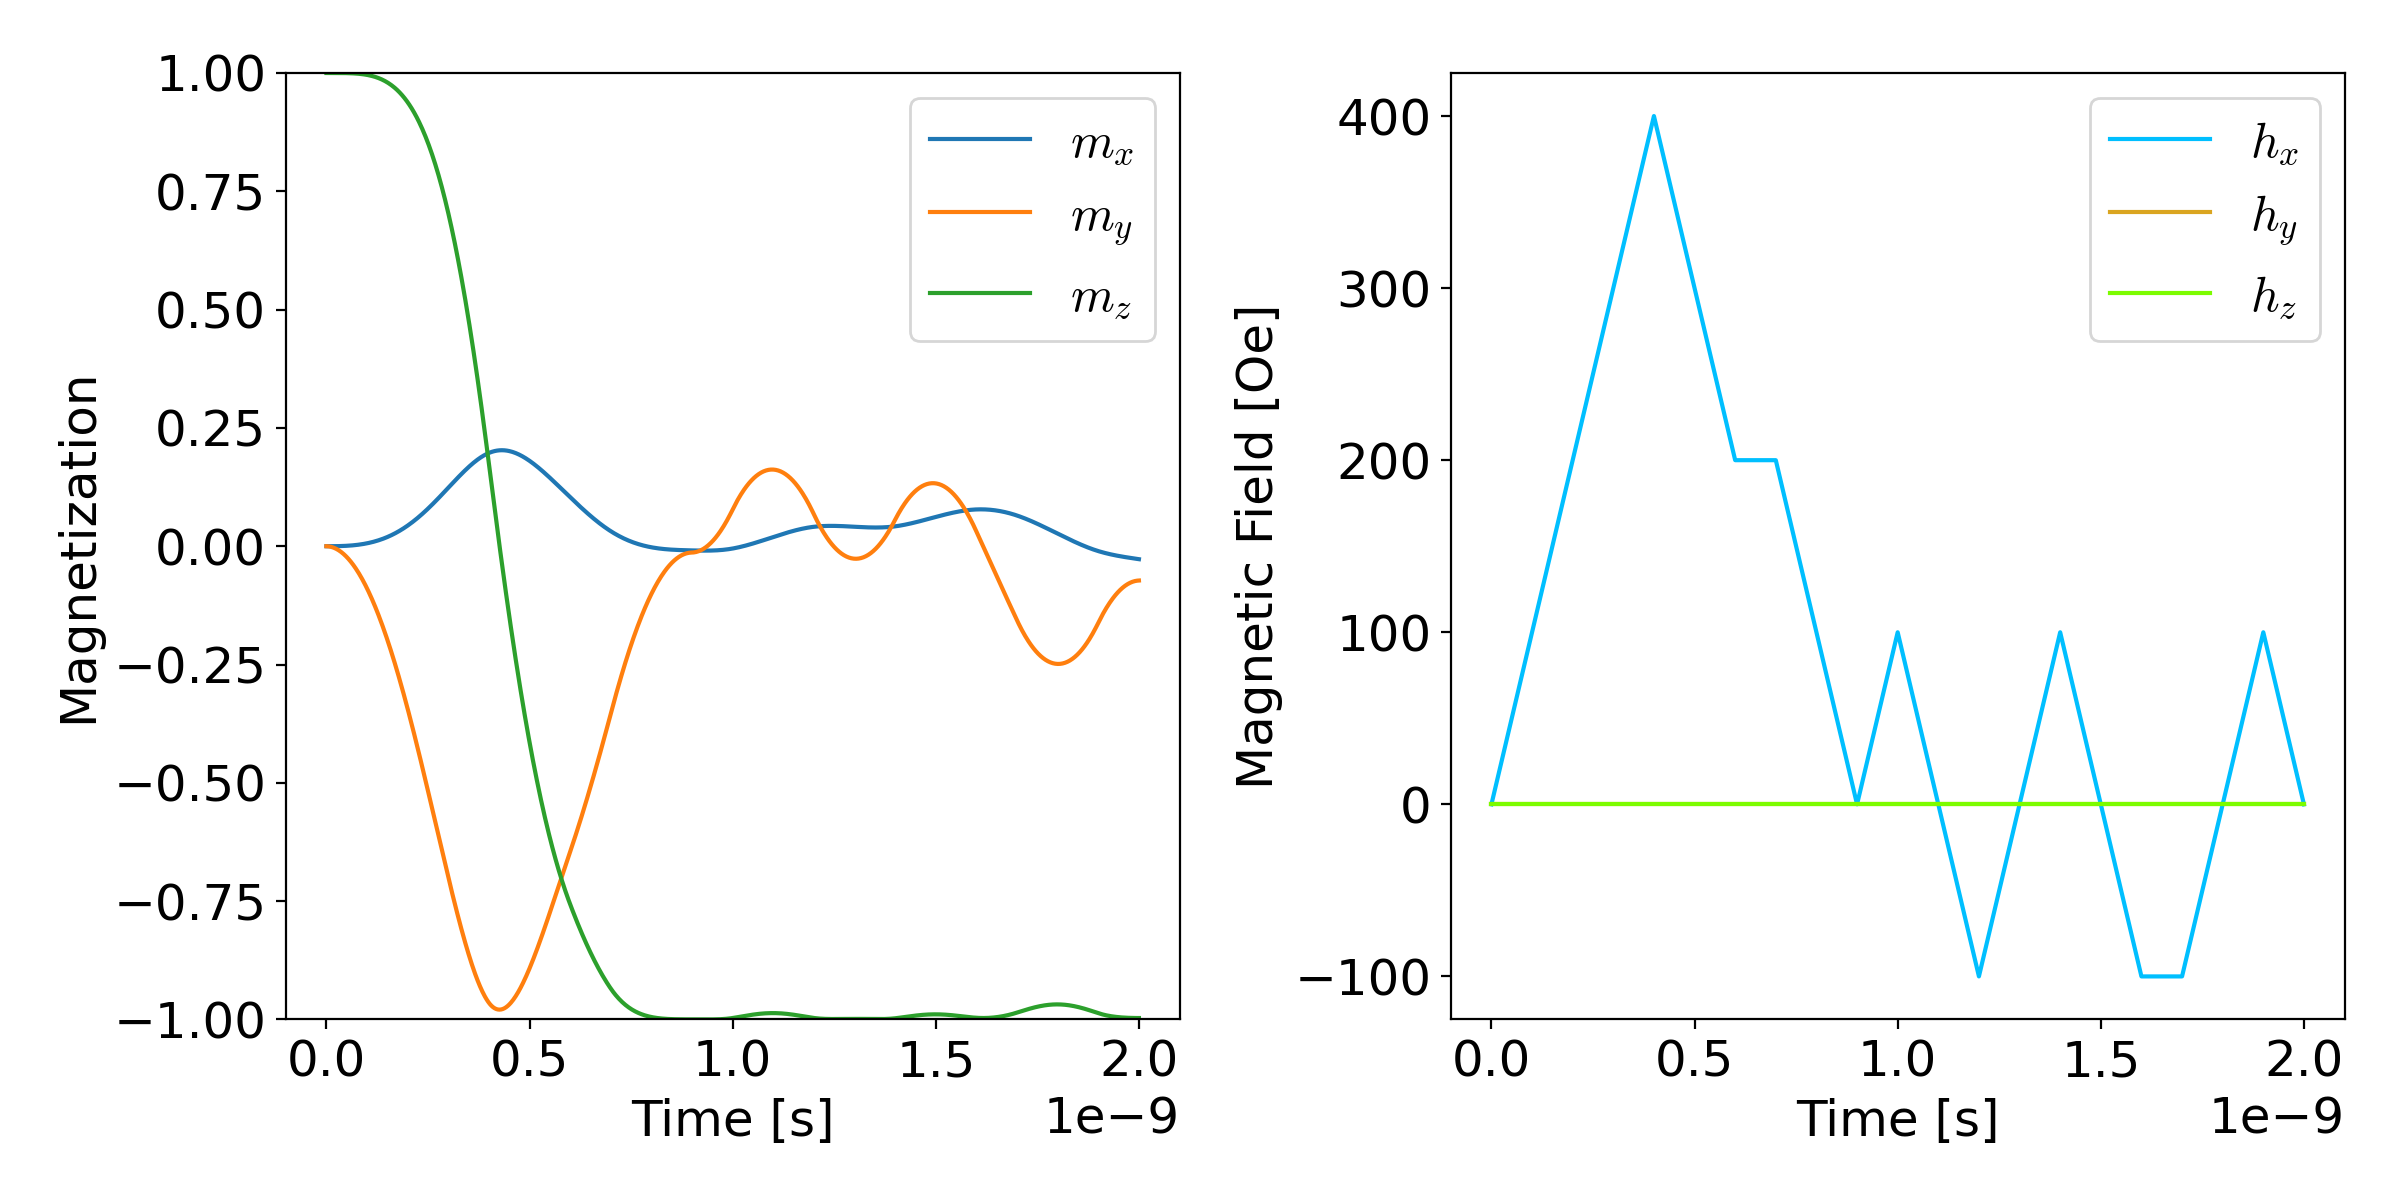 Magnetization
1.00
0.75
0.50
0.25
0.00
−0.25
−0.50
−0.75
−1.00
0.0 0.5 1.0 1.5 2.0
Time [s]
1e−9
m_x
m_y
m_z
Magnetic Field [Oe]
400
300
200
100
0
−100
0.0 0.5 1.0 1.5 2.0
Time [s]
1e−9
h_x
h_y
h_z